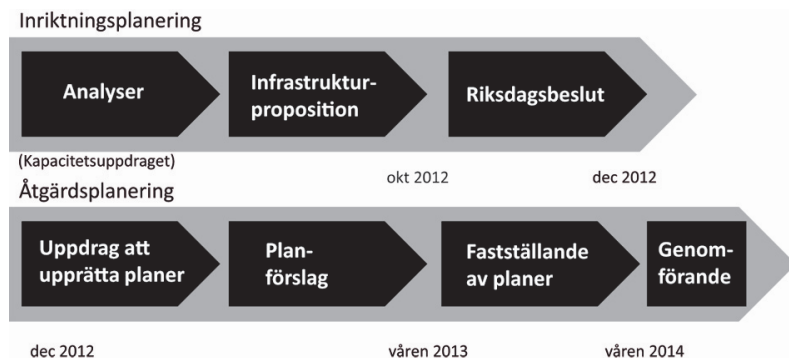 Inriktningsplanering
Analyser
Infrastruktur-
proposition
Riksdagsbeslut
(Kapacitetsuppdraget)
okt 2012
dec 2012
Åtgärdsplanering
Uppdrag att
upprätta planer
Plan-
förslag
Fastställande
av planer
Genom-
förande
dec 2012
våren 2013
våren 2014